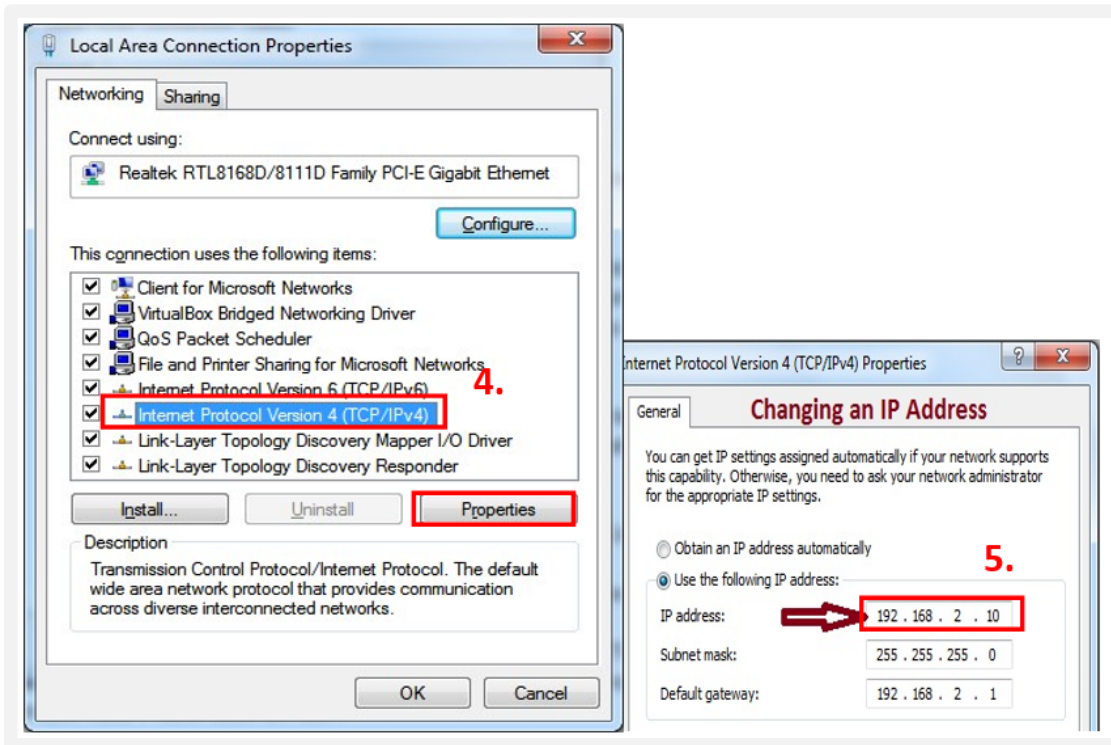 Local Area Connection Properties
Networking
Sharing
Connect using:
Realtek RTL8168D/8111D Family PCI-E Gigabit Ethernet
Configure...
This connection uses the following items:
Client for Microsoft Networks
VirtualBox Bridged Networking Driver
QoS Packet Scheduler
File and Printer Sharing for Microsoft Networks
Internet Protocol Version 6 (TCP/IPv6)
4.
Internet Protocol Version 4 (TCP/IPv4)
Link-Layer Topology Discovery Mapper I/O Driver
Link-Layer Topology Discovery Responder
Install...
Uninstall
Properties
Description
Transmission Control Protocol/Internet Protocol. The default
wide area network protocol that provides communication
across diverse interconnected networks.
OK
Cancel
Internet Protocol Version 4 (TCP/IPv4) Properties
?
General
Changing an IP Address
You can get IP settings assigned automatically if your network supports
this capability. Otherwise, you need to ask your network administrator
for the appropriate IP settings.
Obtain an IP address automatically
5.
Use the following IP address:
IP address:
192 . 168 . 2 . 10
Subnet mask:
255 . 255 . 255 . 0
Default gateway:
192 . 168 . 2 . 1